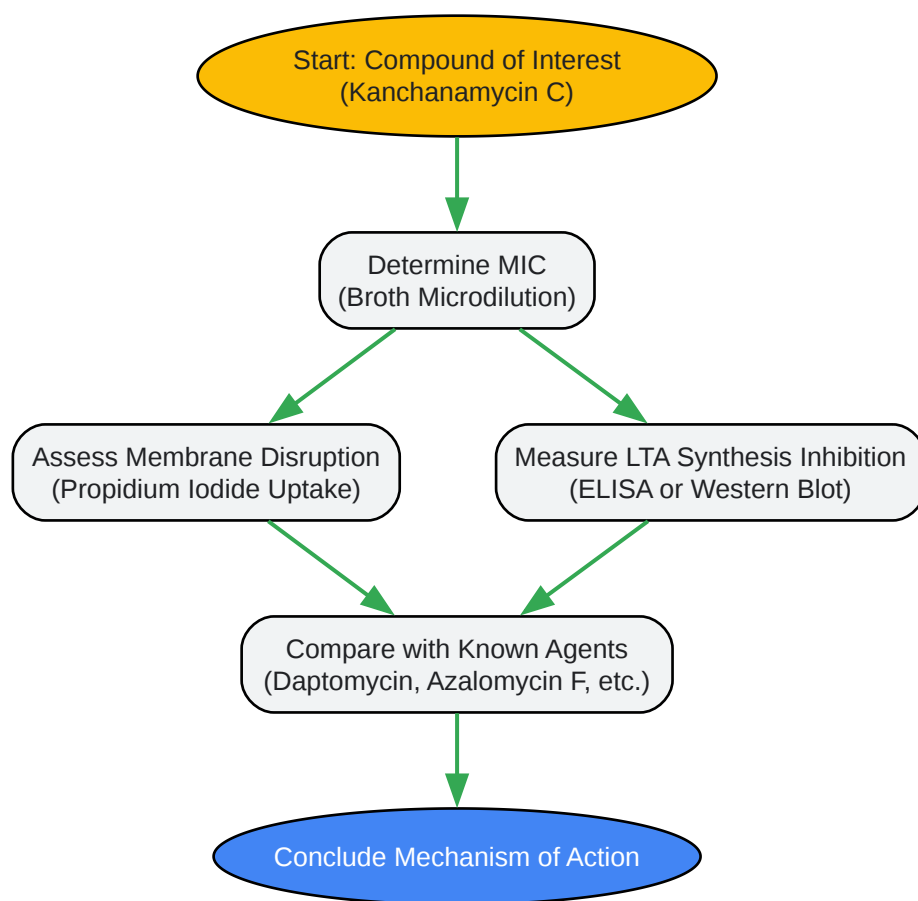 Start: Compound of Interest
(Kanchanamycin C)
Determine MIC
(Broth Microdilution)
Assess Membrane Disruption
(Propidium Iodide Uptake)
Measure LTA Synthesis Inhibition
(ELISA or Western Blot)
Compare with Known Agents
(Daptomycin, Azalomycin F, etc.)
Conclude Mechanism of Action